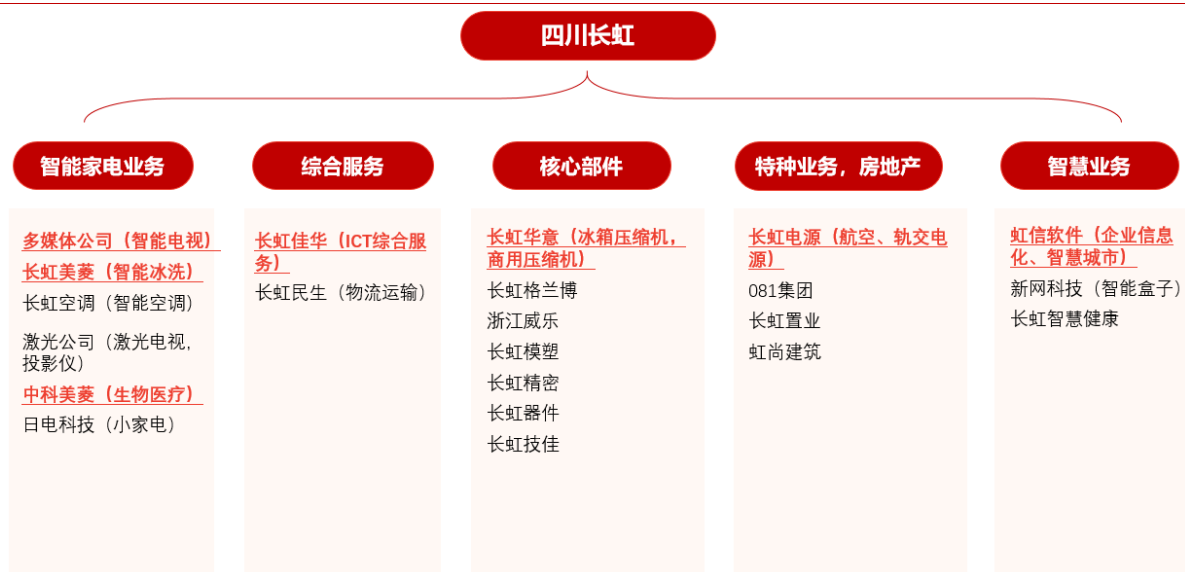 四川长虹
智能家电业务
综合服务
核心部件
特种业务，房地产
智慧业务
多媒体公司（智能电视）
长虹美菱（智能冰洗）
长虹空调（智能空调）
激光公司（激光电视，
投影仪）
中科美菱（生物医疗）
日电科技（小家电）
长虹佳华（ICT综合服
务）
长虹民生（物流运输）
长虹华意（冰箱压缩机，
商用压缩机）
长虹格兰博
浙江威乐
长虹模塑
长虹精密
长虹器件
长虹技佳
长虹电源（航空、轨交电
源）
081集团
长虹置业
虹尚建筑
虹信软件（企业信息
化、智慧城市）
新网科技（智能盒子）
长虹智慧健康